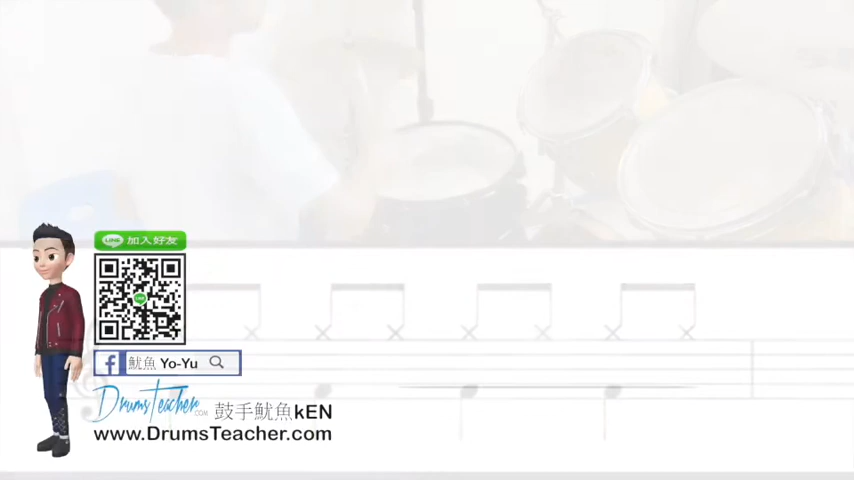 LINE 加入好友
魷魚 Yo-Yu
DrumsTeacher.COM 鼓手魷魚kEN
www.DrumsTeacher.com